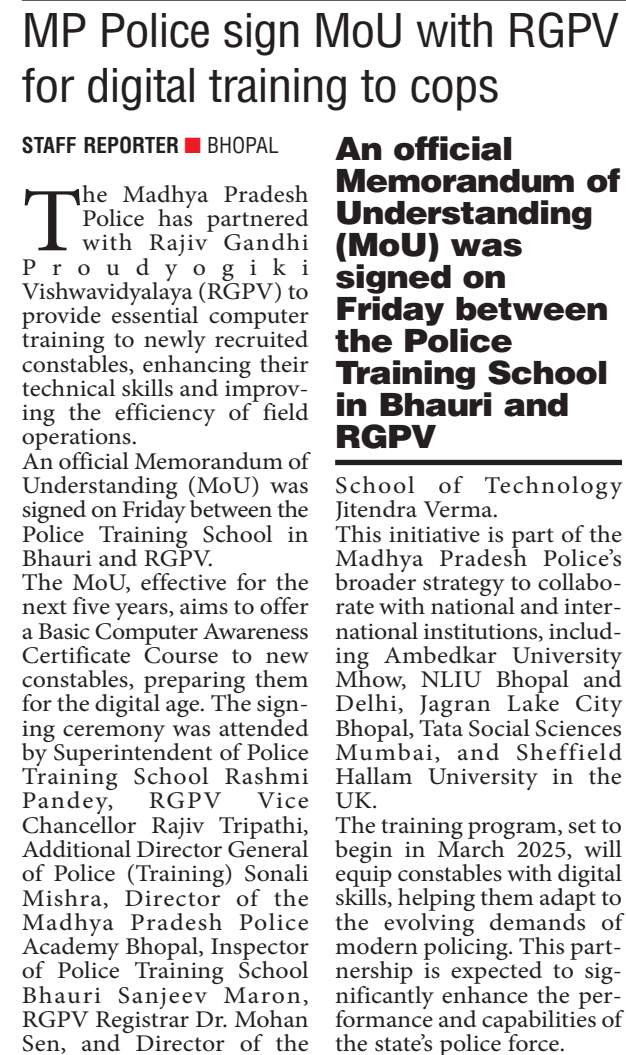 MP Police sign MoU with RGPV
for digital training to cops
STAFF REPORTER ■ BHOPAL
The Madhya Pradesh
Police has partnered
with Rajiv Gandhi
Proudyogiki
Vishwavidyalaya (RGPV) to
provide essential computer
training to newly recruited
constables, enhancing their
technical skills and improv-
ing the efficiency of field
operations.
An official Memorandum of
Understanding (MoU) was
signed on Friday between the
Police Training School in
Bhauri and RGPV.
The MoU, effective for the
next five years, aims to offer
a Basic Computer Awareness
Certificate Course to new
constables, preparing them
for the digital age. The sign-
ing ceremony was attended
by Superintendent of Police
Training School Rashmi
Pandey, RGPV Vice
Chancellor Rajiv Tripathi,
Additional Director General
of Police (Training) Sonali
Mishra, Director of the
Madhya Pradesh Police
Academy Bhopal, Inspector
of Police Training School
Bhauri Sanjeev Maron,
RGPV Registrar Dr. Mohan
Sen, and Director of the
An official
Memorandum of
Understanding
(MoU) was
signed on
Friday between
the Police
Training School
in Bhauri and
RGPV
School of Technology
Jitendra Verma.
This initiative is part of the
Madhya Pradesh Police's
broader strategy to collabo-
rate with national and inter-
national institutions, includ-
ing Ambedkar University
Mhow, NLIU Bhopal and
Delhi, Jagran Lake City
Bhopal, Tata Social Sciences
Mumbai, and Sheffield
Hallam University in the
UK.
The training program, set to
begin in March 2025, will
equip constables with digital
skills, helping them adapt to
the evolving demands of
modern policing. This part-
nership is expected to sig-
nificantly enhance the per-
formance and capabilities of
the state's police force.